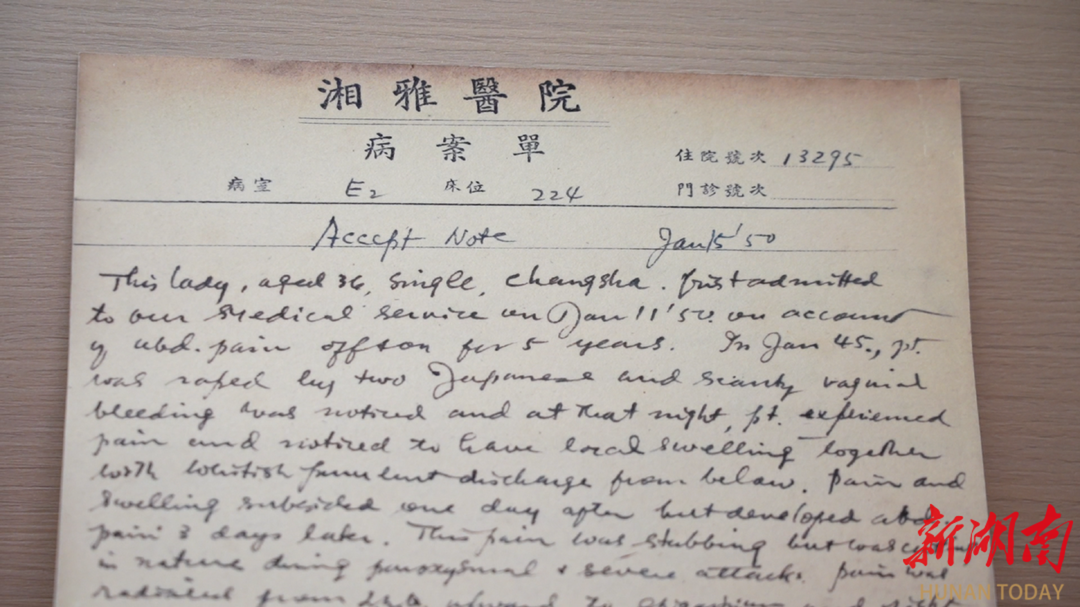 湘雅醫院
病案單
住院號次 13295
病室 E2 床位 224 門診號次
Accept Note Jan 15 '50
This lady, aged 36, single, Changsha. first admitted
to our Medical service on Jan 11 '50. on account
of abd. pain off & on for 5 years. In Jan 45., pt.
was raped by two Japanese and scanty vaginal
bleeding was noticed and at that night, pt. experienced
pain and noticed to have local swelling together
with whitish purulent discharge from below. Pain and
swelling subsided one day after but developed abd.
pain 3 days later. This pain was stabbing but was
in nature during paroxysmal & severe attacks. Pain was
radiated from upward to and
新湖南
HUNAN TODAY